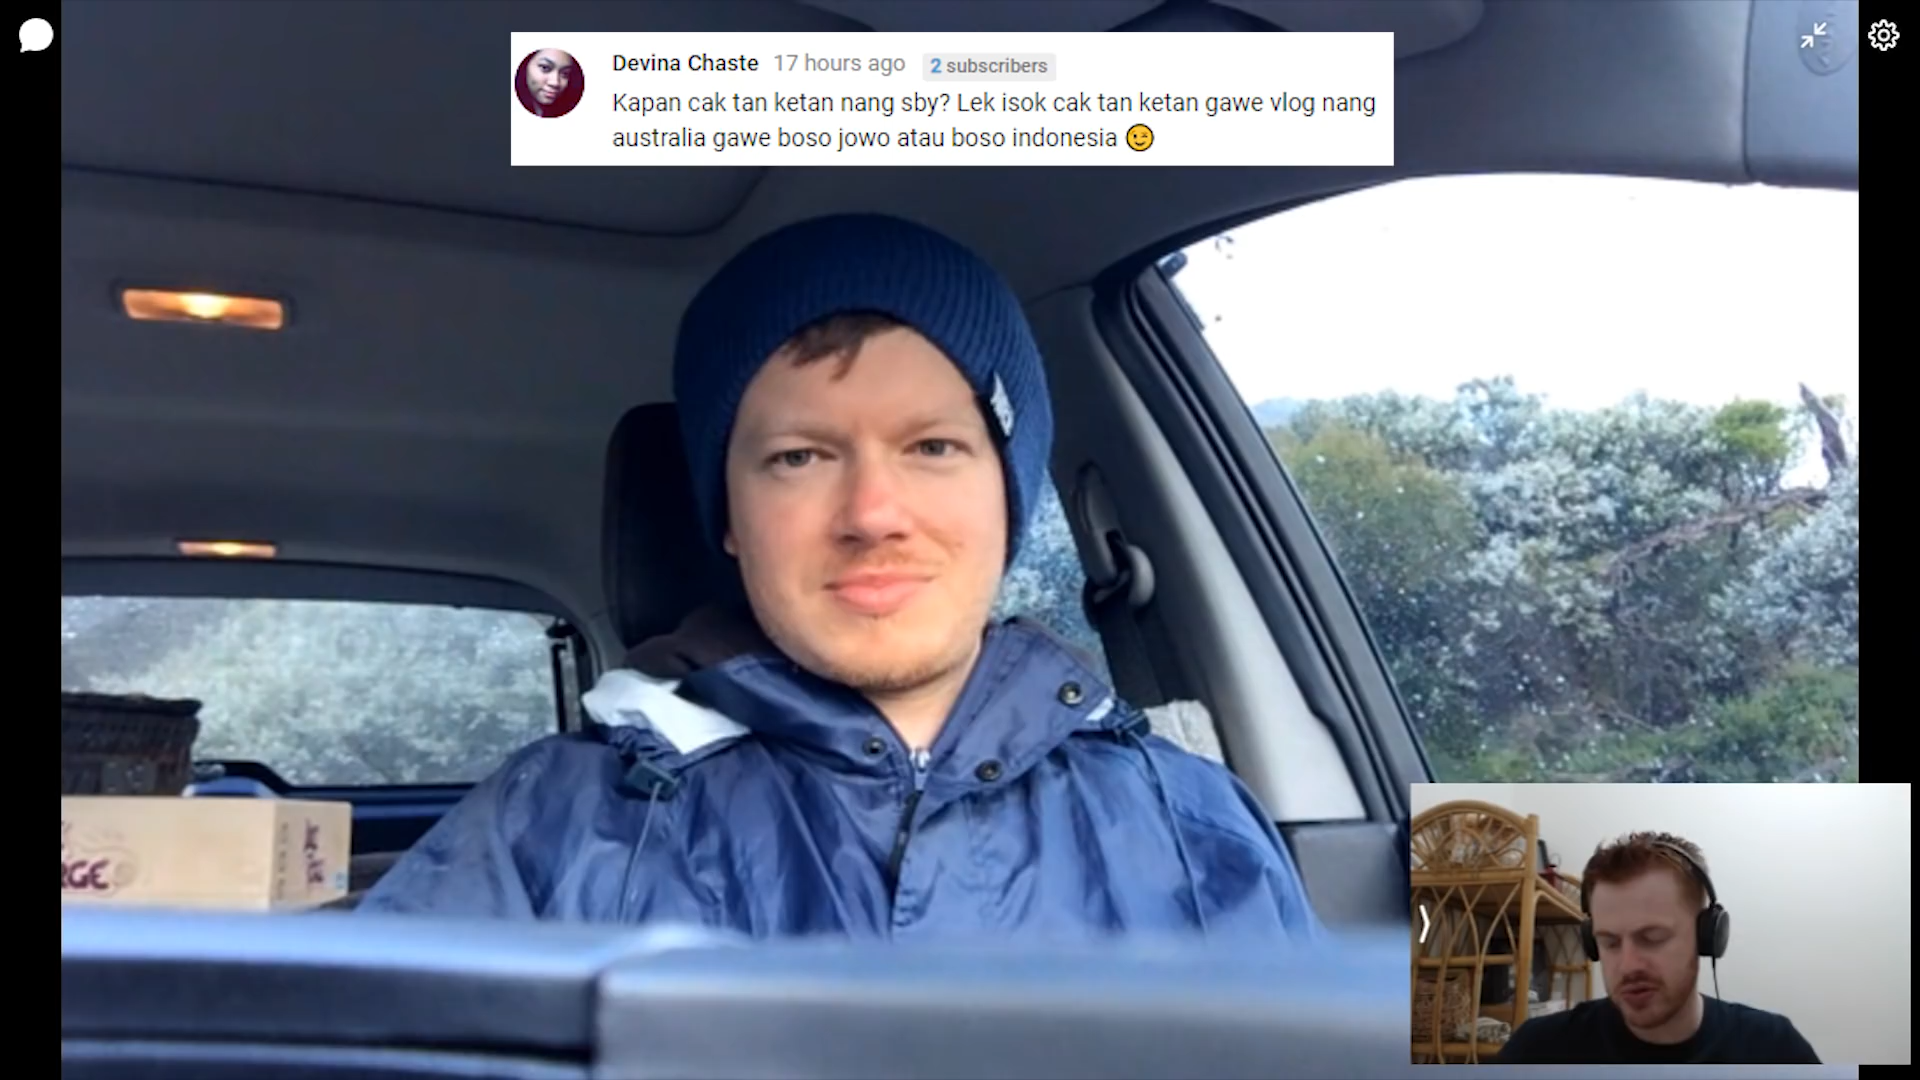 Devina Chaste 17 hours ago 2 subscribers
Kapan cak tan ketan nang sby? Lek isok cak tan ketan gawe vlog nang
australia gawe boso jowo atau boso indonesia 😉
RGE